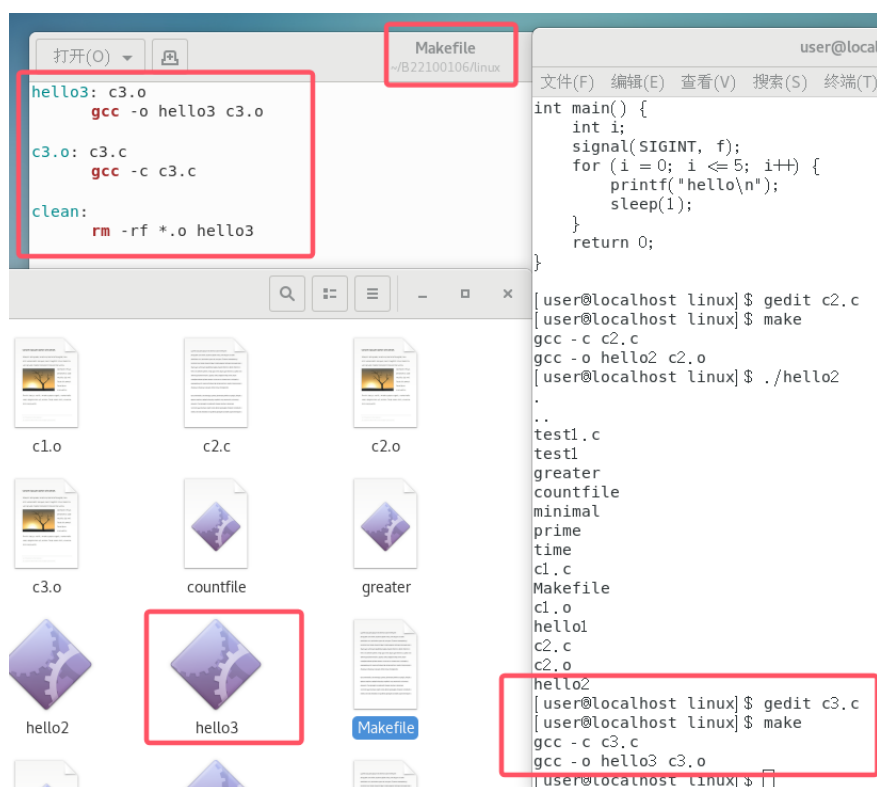 打开(O)
Makefile
~/B22100106/linux
hello3: c3.o
gcc -o hello3 c3.o
c3.o: c3.c
gcc -c c3.c
clean:
rm -rf *.o hello3
c1.o
c2.c
c2.o
c3.o
countfile
greater
hello2
hello3
Makefile
user@local
文件(F) 编辑(E) 查看(V) 搜索(S) 终端(T)
int main() {
int i;
signal(SIGINT, f);
for (i = 0; i <= 5; i++) {
printf("hello\n");
sleep(1);
}
return 0;
}
[user@localhost linux]$ gedit c2.c
[user@localhost linux]$ make
gcc -c c2.c
gcc -o hello2 c2.o
[user@localhost linux]$ ./hello2
.
..
test1.c
test1
greater
countfile
minimal
prime
time
c1.c
Makefile
c1.o
hello1
c2.c
c2.o
hello2
[user@localhost linux]$ gedit c3.c
[user@localhost linux]$ make
gcc -c c3.c
gcc -o hello3 c3.o
[user@localhost linux]$